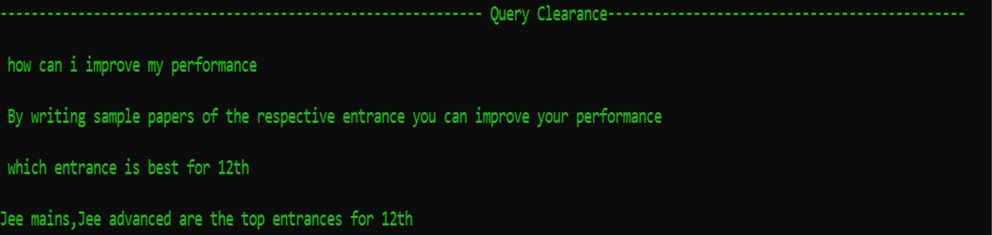 ------------------------------------------------------------- Query Clearance----------------------------------------------
how can i improve my performance
By writing sample papers of the respective entrance you can improve your performance
which entrance is best for 12th
Jee mains,Jee advanced are the top entrances for 12th